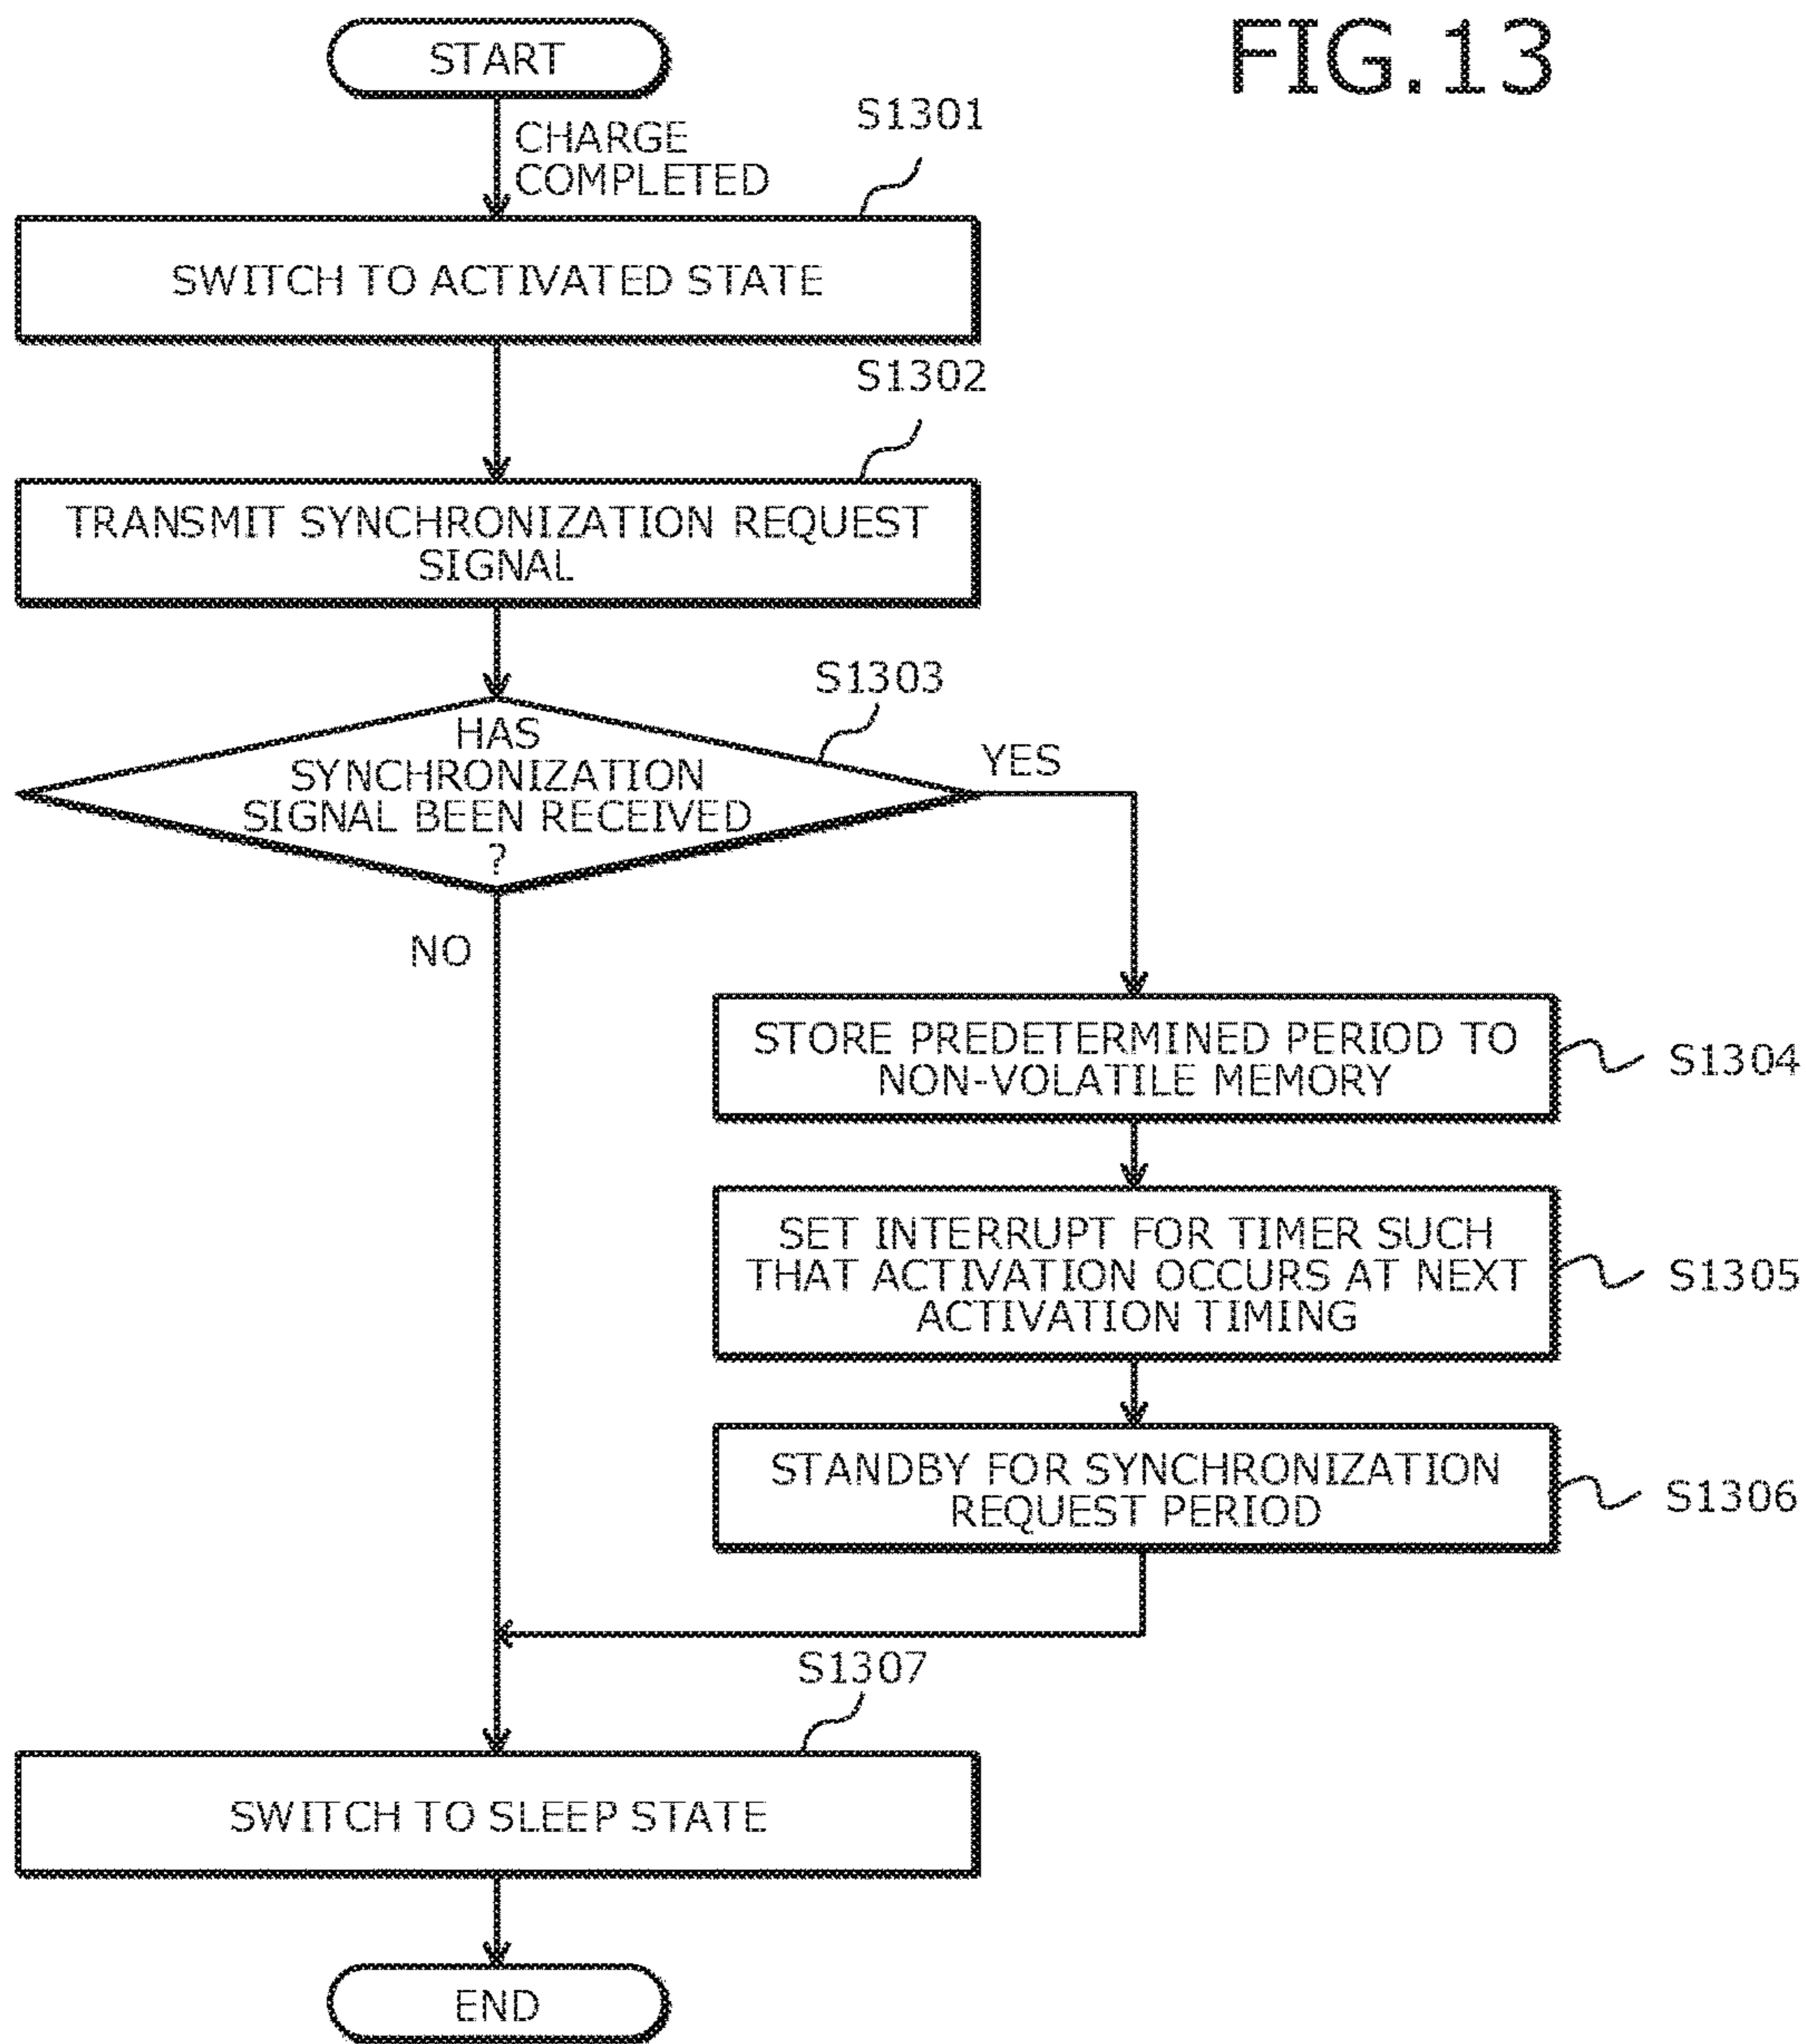 FIG.13
START
CHARGE
COMPLETED
S1301
SWITCH TO ACTIVATED STATE
S1302
TRANSMIT SYNCHRONIZATION REQUEST
SIGNAL
S1303
HAS
SYNCHRONIZATION
SIGNAL BEEN RECEIVED
?
YES
NO
STORE PREDETERMINED PERIOD TO
NON-VOLATILE MEMORY
S1304
SET INTERRUPT FOR TIMER SUCH
THAT ACTIVATION OCCURS AT NEXT
ACTIVATION TIMING
S1305
STANDBY FOR SYNCHRONIZATION
REQUEST PERIOD
S1306
S1307
SWITCH TO SLEEP STATE
END